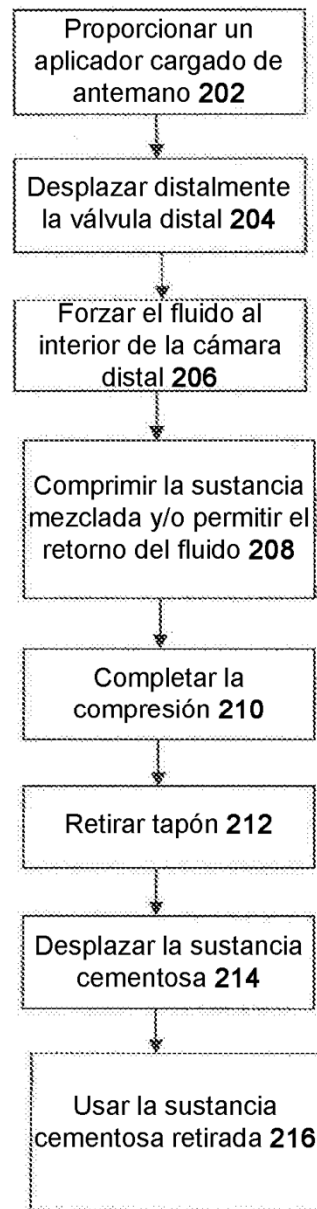 Proporcionar un
aplicador cargado de
antemano 202
Desplazar distalmente
la válvula distal 204
Forzar el fluido al
interior de la cámara
distal 206
Comprimir la sustancia
mezclada y/o permitir el
retorno del fluido 208
Completar la
compresión 210
Retirar tapón 212
Desplazar la sustancia
cementosa 214
Usar la sustancia
cementosa retirada 216